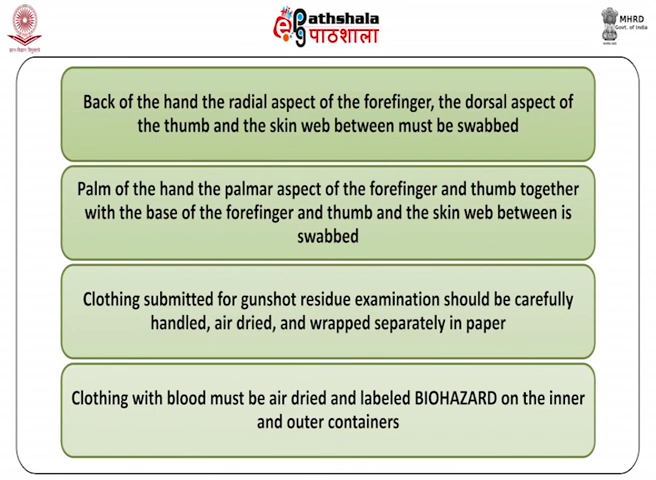 ePG Pathshala
पाठशाला
MHRD
Govt. of India
Back of the hand the radial aspect of the forefinger, the dorsal aspect of
the thumb and the skin web between must be swabbed
Palm of the hand the palmar aspect of the forefinger and thumb together
with the base of the forefinger and thumb and the skin web between is
swabbed
Clothing submitted for gunshot residue examination should be carefully
handled, air dried, and wrapped separately in paper
Clothing with blood must be air dried and labeled BIOHAZARD on the inner
and outer containers